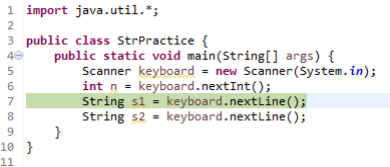 1 import java.util.*;
2
3 public class StrPractice {
4 public static void main(String[] args) {
5 Scanner keyboard = new Scanner(System.in);
6 int n = keyboard.nextInt();
7 String s1 = keyboard.nextLine();
8 String s2 = keyboard.nextLine();
9 }
10 }
11